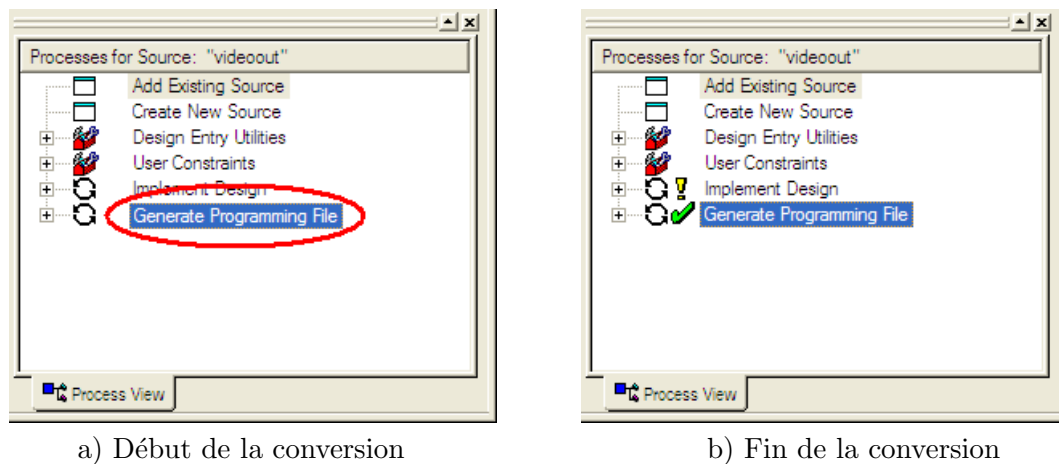 Processes for Source: "videoout"
Add Existing Source
Create New Source
Design Entry Utilities
User Constraints
Implement Design
Generate Programming File
Process View
a) Début de la conversion
Processes for Source: "videoout"
Add Existing Source
Create New Source
Design Entry Utilities
User Constraints
Implement Design
Generate Programming File
Process View
b) Fin de la conversion